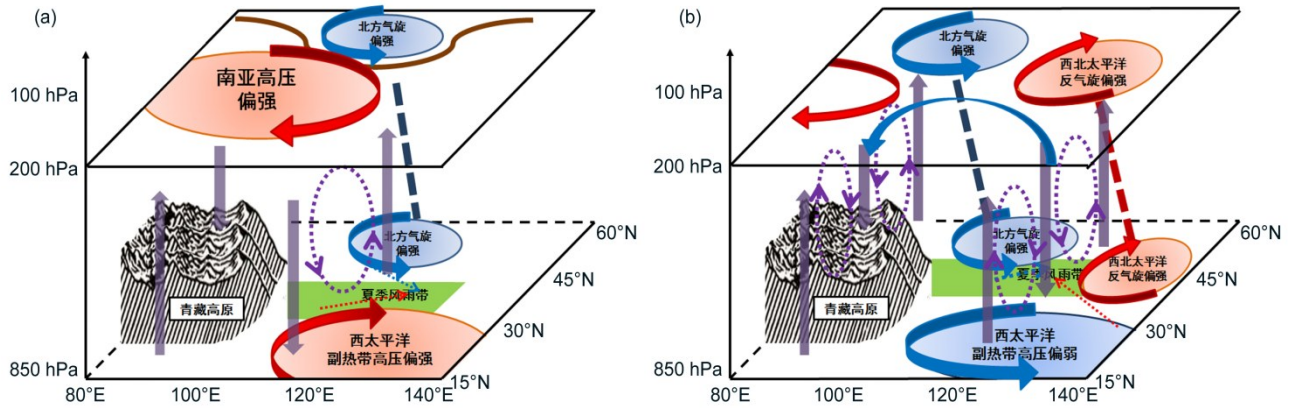 (a)
北方气旋
偏强
南亚高压
偏强
100 hPa
200 hPa
北方气旋
偏强
60°N
夏季风雨带
45°N
青藏高原
30°N
西太平洋
副热带高压偏强
850 hPa
15°N
80°E
100°E
120°E
140°E
(b)
北方气旋
偏强
西北太平洋
反气旋偏强
100 hPa
200 hPa
北方气旋
偏强
60°N
夏季风雨带
西北太平洋
反气旋偏强
45°N
青藏高原
30°N
西太平洋
副热带高压偏弱
850 hPa
15°N
80°E
100°E
120°E
140°E